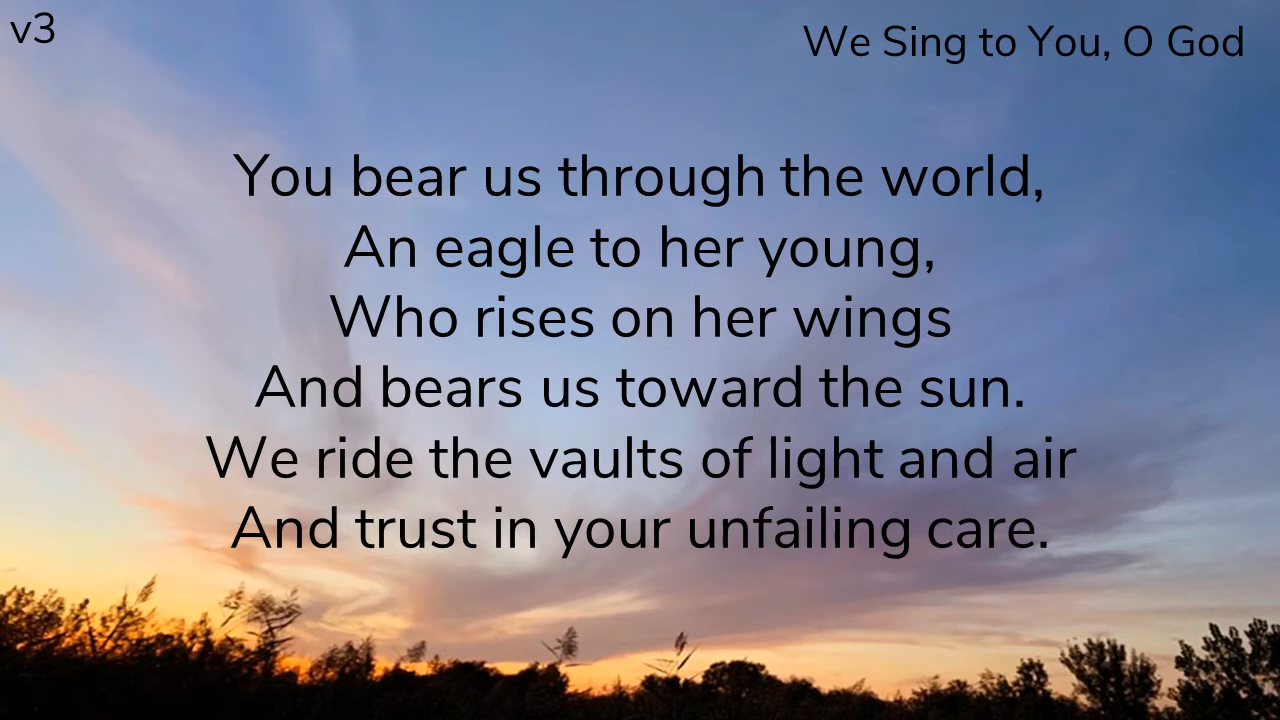 v3
We Sing to You, O God
You bear us through the world,
An eagle to her young,
Who rises on her wings
And bears us toward the sun.
We ride the vaults of light and air
And trust in your unfailing care.